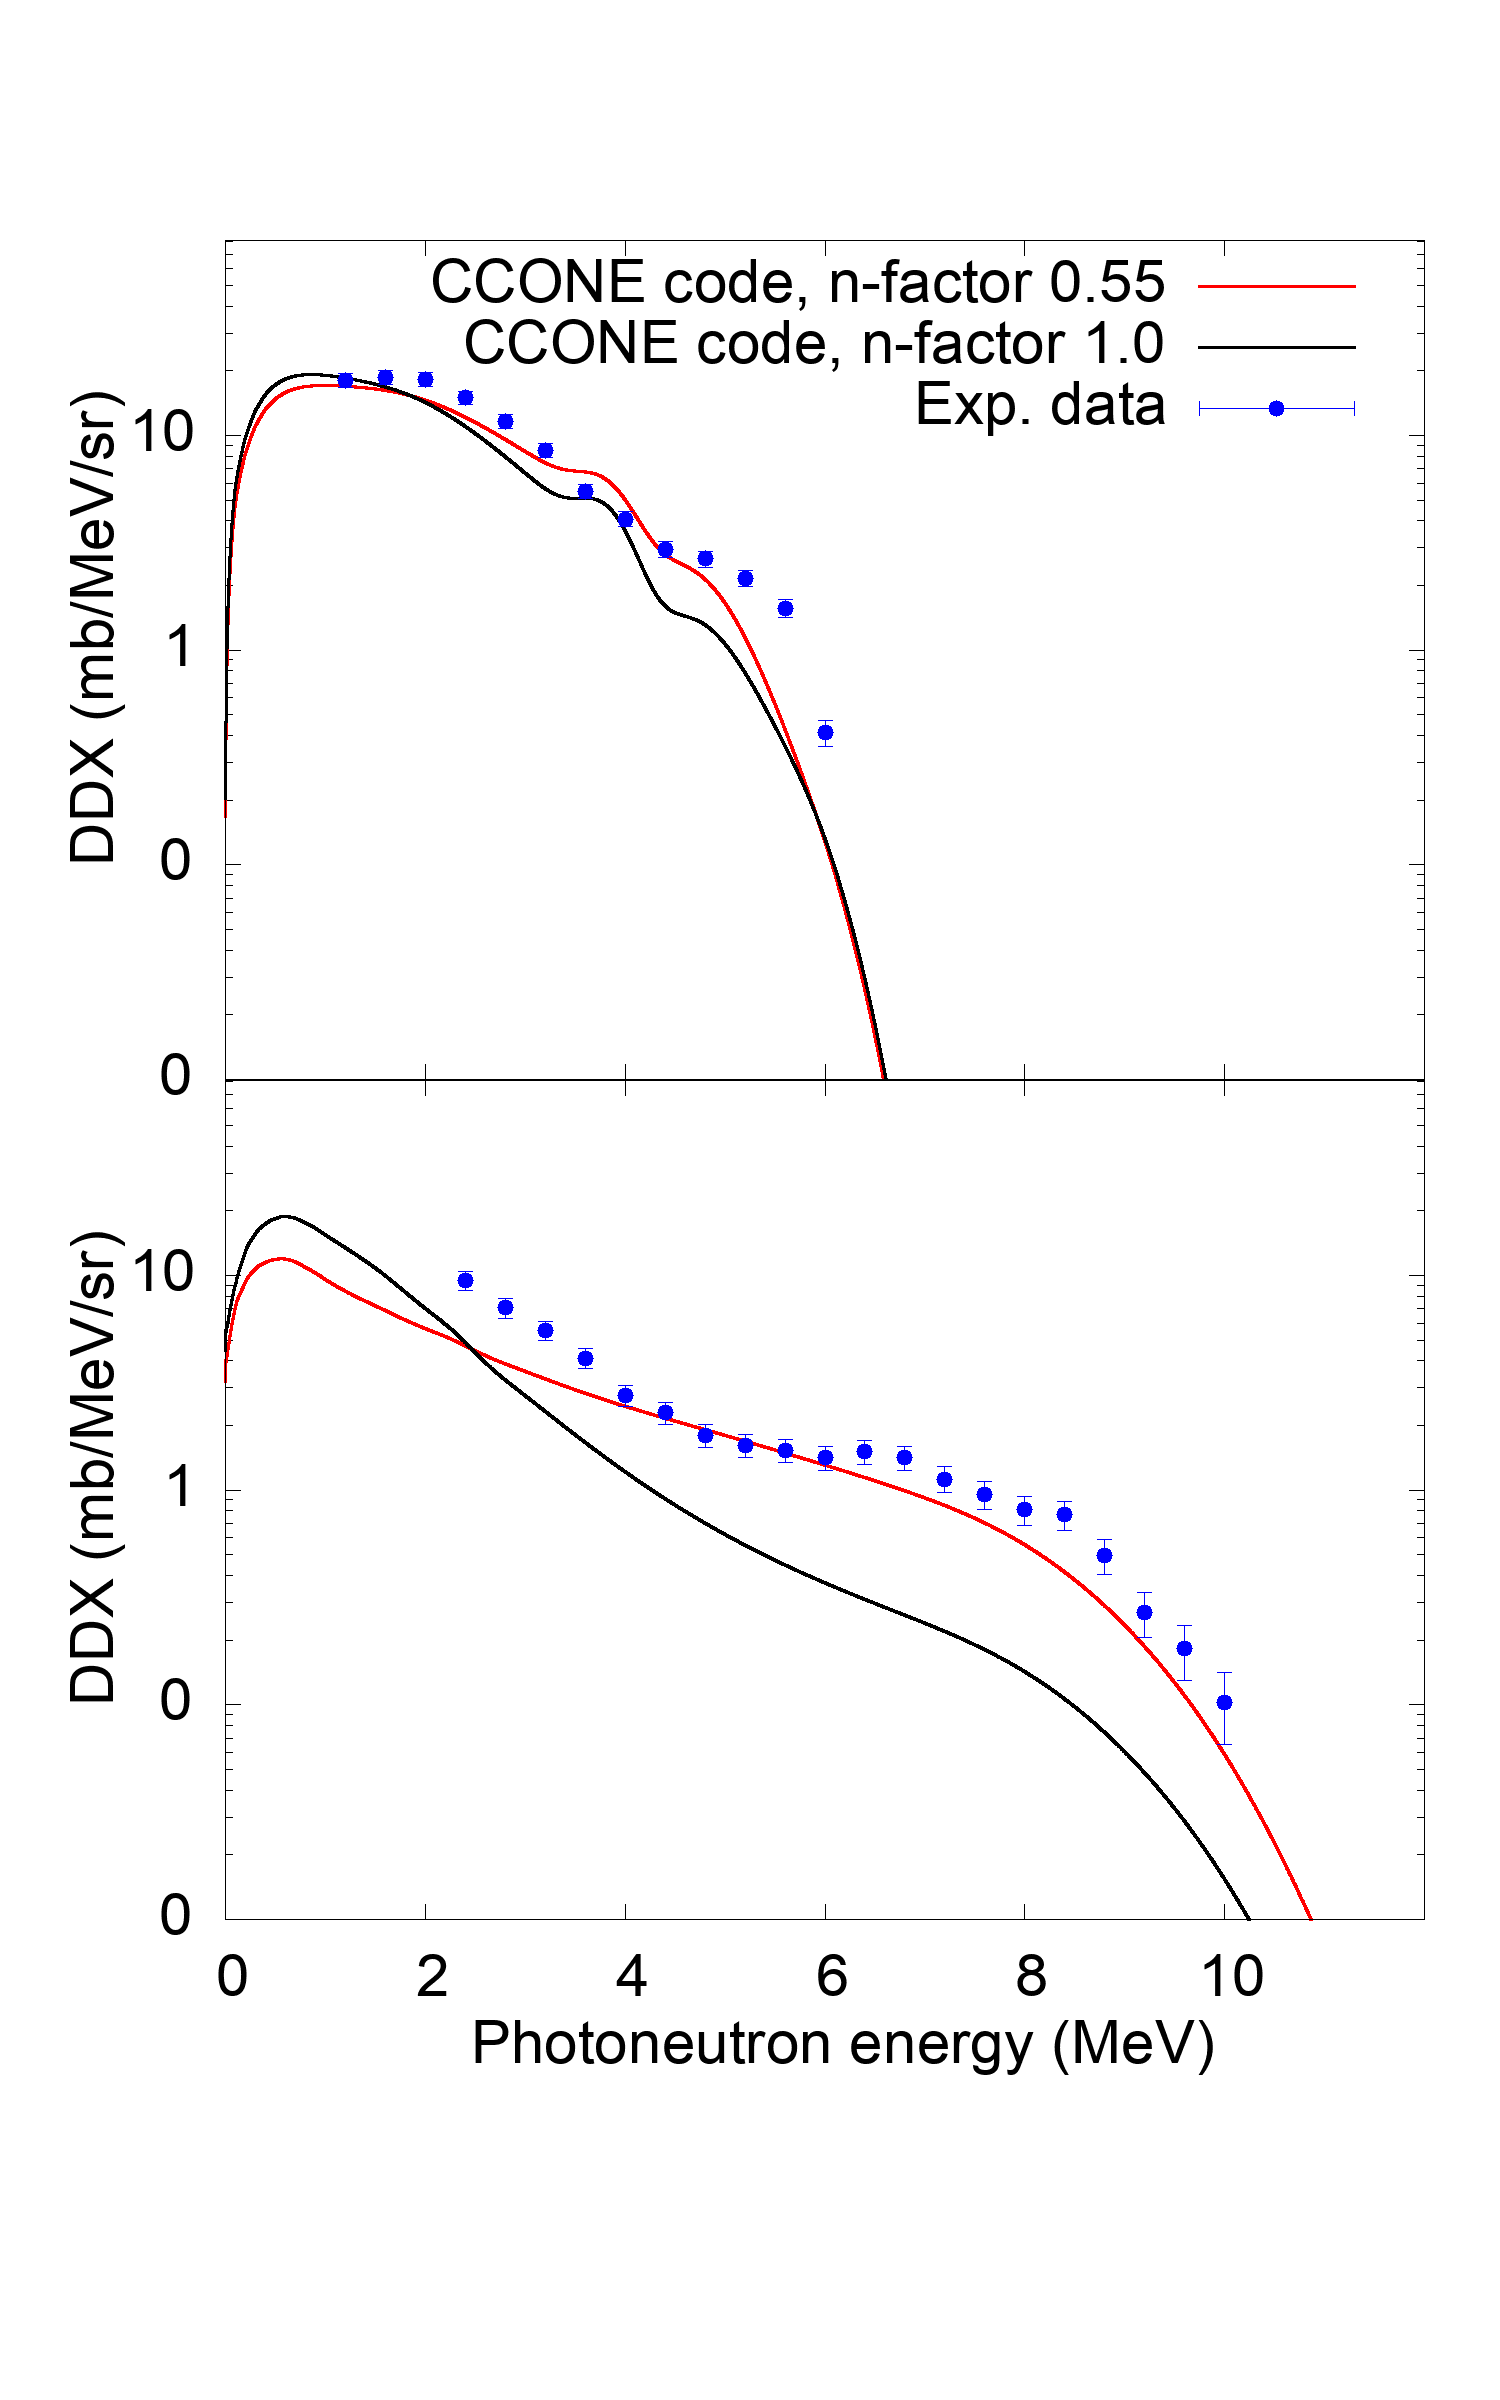 CCONE code, n-factor 0.55
CCONE code, n-factor 1.0
Exp. data
DDX (mb/MeV/sr)
10
1
0
0
DDX (mb/MeV/sr)
10
1
0
0
0 2 4 6 8 10
Photoneutron energy (MeV)